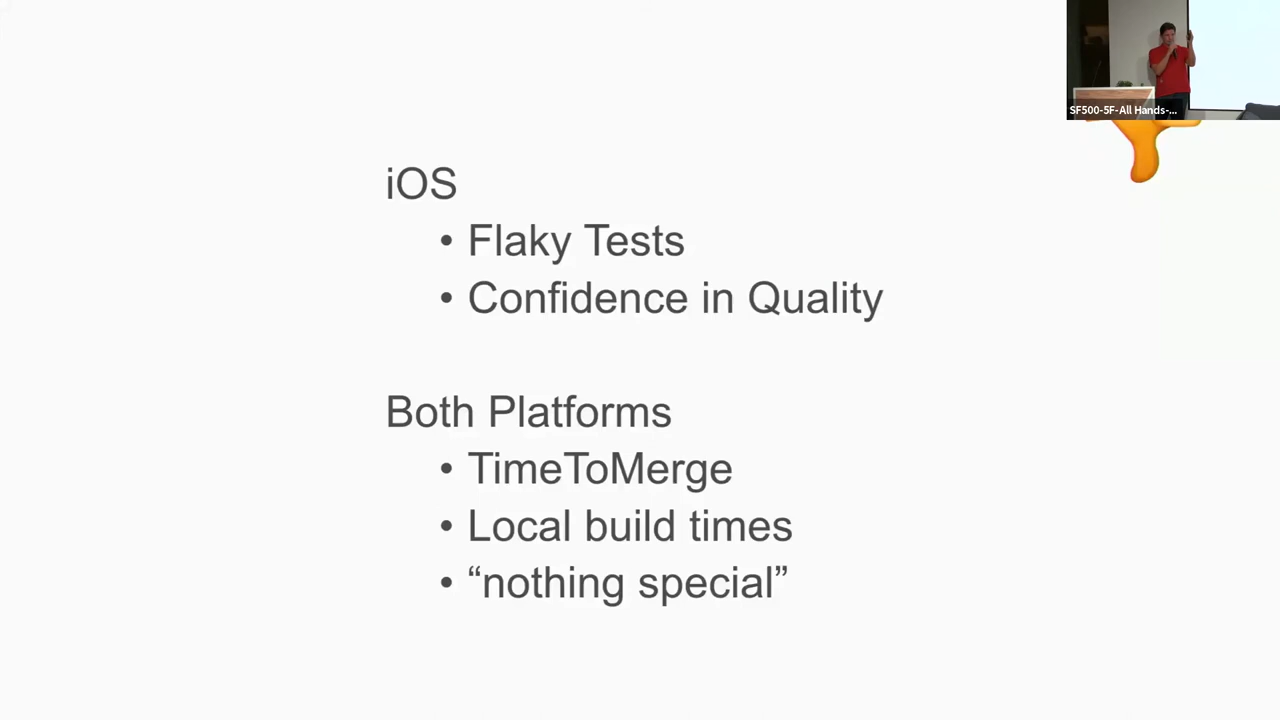 SF500-5F-All Hands-...
iOS
• Flaky Tests
• Confidence in Quality
Both Platforms
• TimeToMerge
• Local build times
• “nothing special”